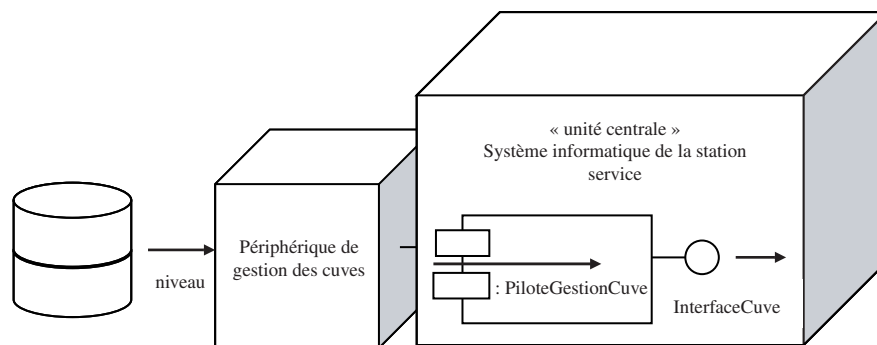 « unité centrale »
Système informatique de la station
service
Périphérique de
gestion des cuves
niveau
: PiloteGestionCuve
InterfaceCuve